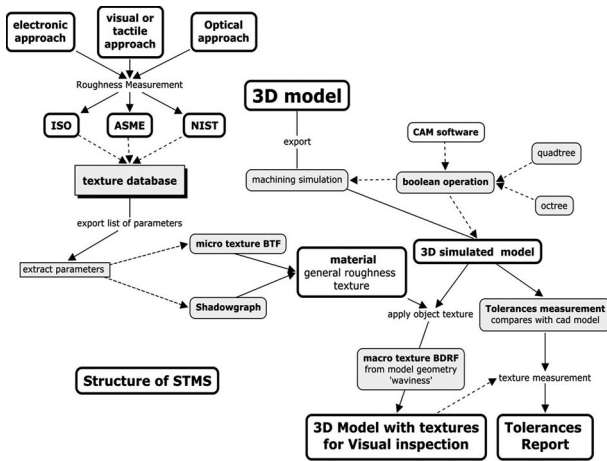 electronic
approach
visual or
tactile
approach
Optical
approach
Roughness Measurement
ISO
ASME
NIST
texture database
export list of parameters
extract parameters
micro texture BTF
Shadowgraph
material
general roughness
texture
3D model
export
machining simulation
CAM software
boolean operation
quadtree
octree
3D simulated model
apply object texture
Tolerances measurement
compares with cad model
macro texture BDRF
from model geometry
'waviness'
texture measurement
3D Model with textures
for Visual inspection
Tolerances
Report
Structure of STMS